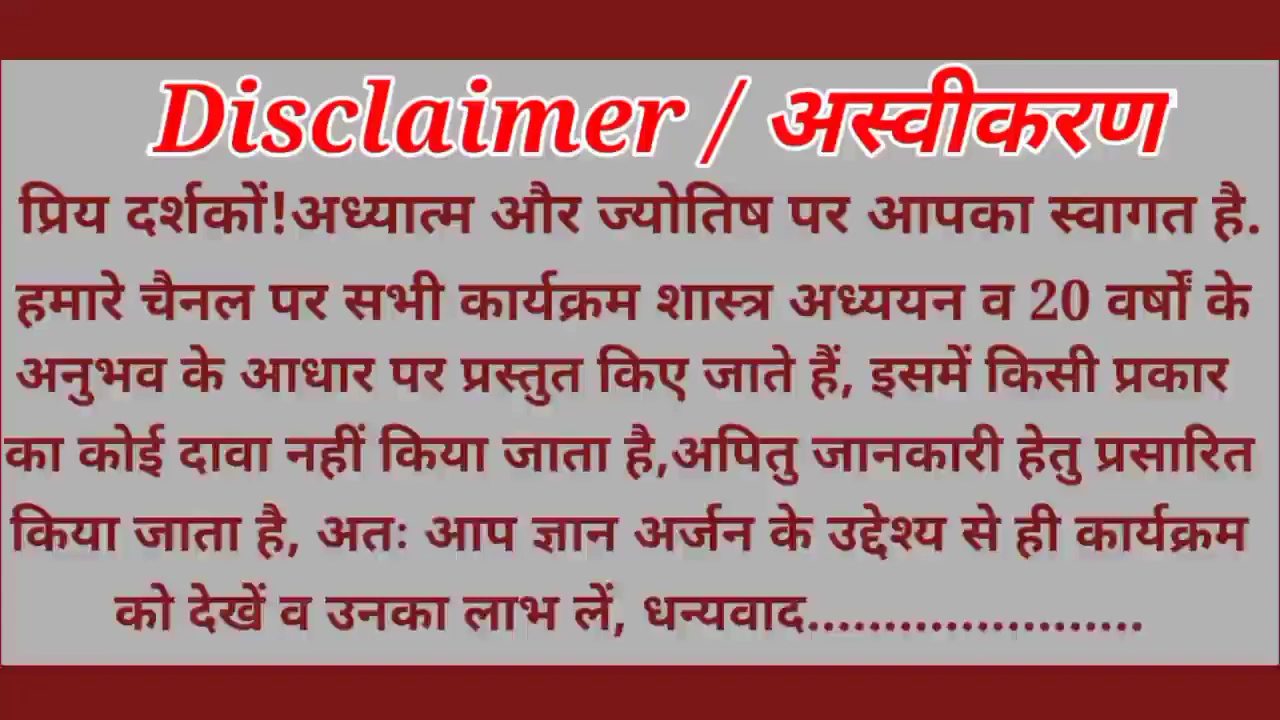 Disclaimer / अस्वीकरण
प्रिय दर्शकों!अध्यात्म और ज्योतिष पर आपका स्वागत है.
हमारे चैनल पर सभी कार्यक्रम शास्त्र अध्ययन व 20 वर्षों के
अनुभव के आधार पर प्रस्तुत किए जाते हैं, इसमें किसी प्रकार
का कोई दावा नहीं किया जाता है,अपितु जानकारी हेतु प्रसारित
किया जाता है, अतः आप ज्ञान अर्जन के उद्देश्य से ही कार्यक्रम
को देखें व उनका लाभ लें, धन्यवाद......................